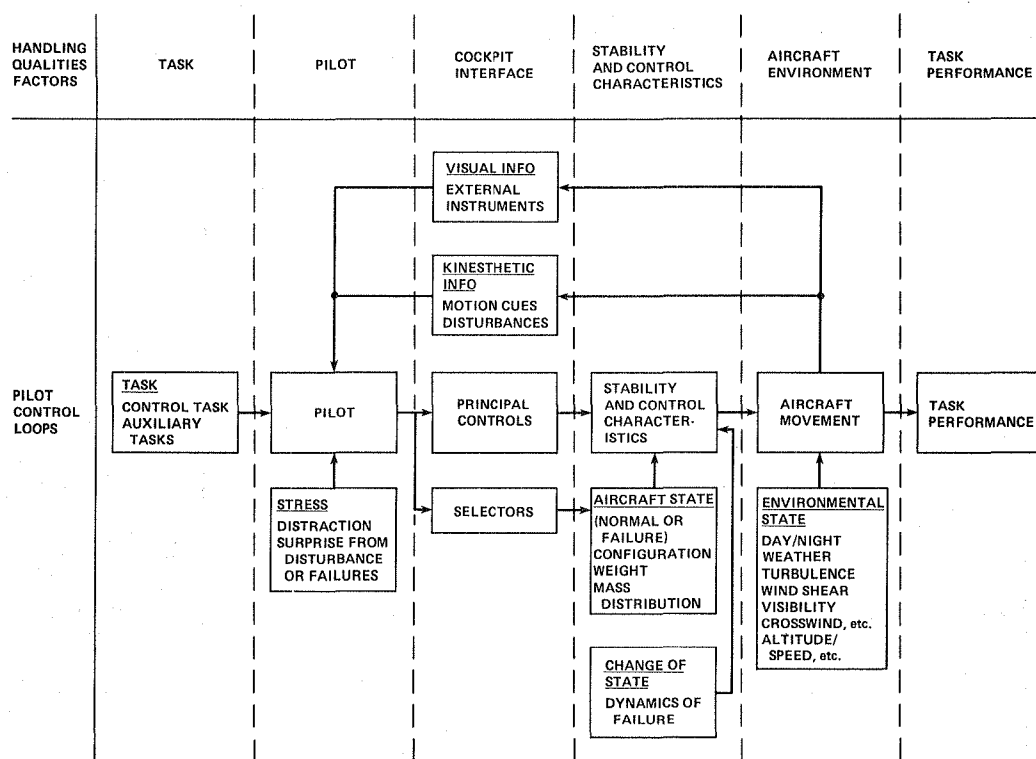 HANDLING
QUALITIES
FACTORS
TASK
PILOT
COCKPIT
INTERFACE
STABILITY
AND CONTROL
CHARACTERISTICS
AIRCRAFT
ENVIRONMENT
TASK
PERFORMANCE
VISUAL INFO
EXTERNAL
INSTRUMENTS
KINESTHETIC
INFO
MOTION CUES
DISTURBANCES
PILOT
CONTROL
LOOPS
TASK
CONTROL TASK
AUXILIARY
TASKS
PILOT
PRINCIPAL
CONTROLS
STABILITY
AND CONTROL
CHARACTER-
ISTICS
AIRCRAFT
MOVEMENT
TASK
PERFORMANCE
STRESS
DISTRACTION
SURPRISE FROM
DISTURBANCE
OR FAILURES
SELECTORS
AIRCRAFT STATE
(NORMAL OR
FAILURE)
CONFIGURATION
WEIGHT
MASS
DISTRIBUTION
ENVIRONMENTAL
STATE
DAY/NIGHT
WEATHER
TURBULENCE
WIND SHEAR
VISIBILITY
CROSSWIND, etc.
ALTITUDE/
SPEED, etc.
CHANGE OF
STATE
DYNAMICS OF
FAILURE